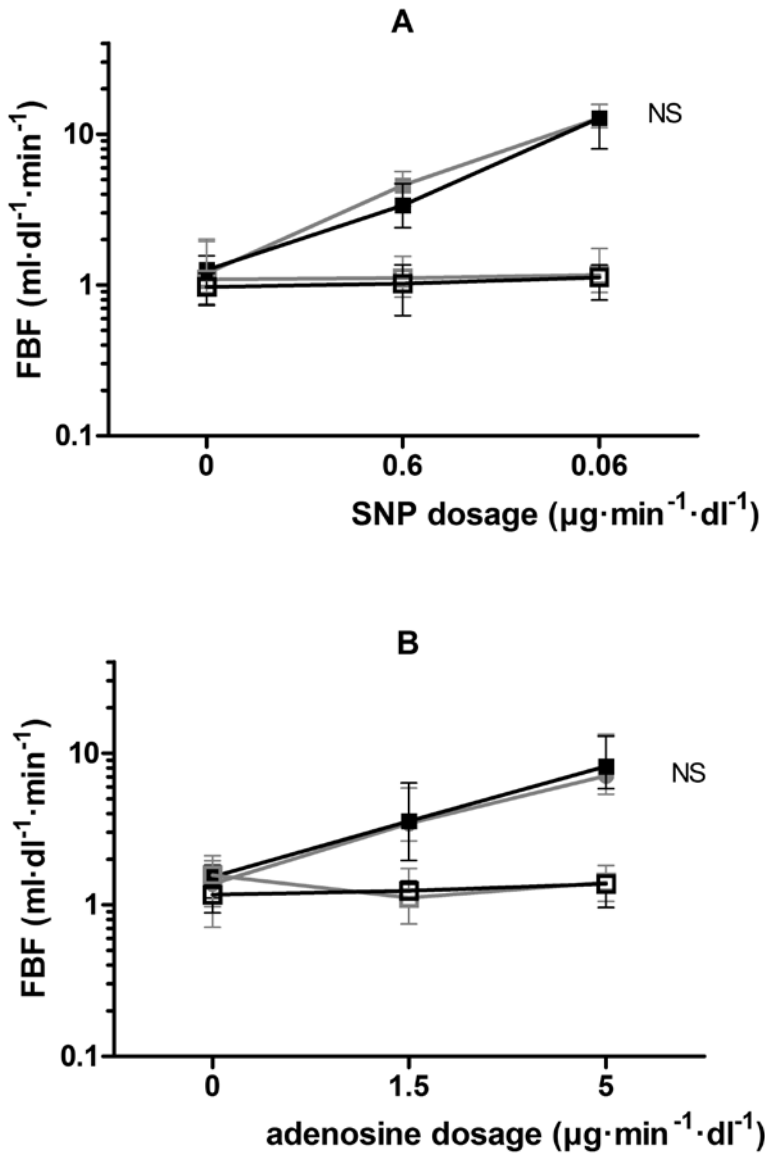 A
FBF (ml·dl⁻¹·min⁻¹)
10
1
0.1
NS
0 0.6 0.06
SNP dosage (µg·min⁻¹·dl⁻¹)
B
FBF (ml·dl⁻¹·min⁻¹)
10
1
0.1
NS
0 1.5 5
adenosine dosage (µg·min⁻¹·dl⁻¹)